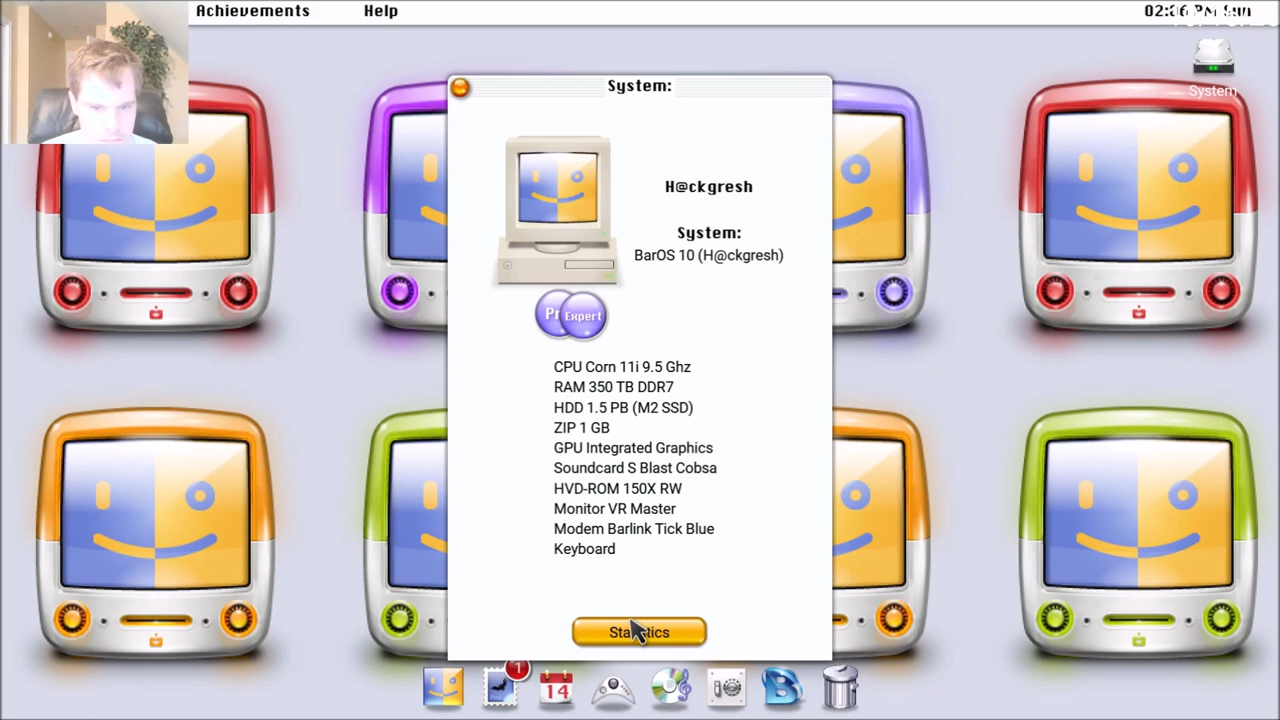 Achievements Help
System:
System
H@ckgresh
System:
BarOS 10 (H@ckgresh)
Expert
CPU Corn 11i 9.5 Ghz
RAM 350 TB DDR7
HDD 1.5 PB (M2 SSD)
ZIP 1 GB
GPU Integrated Graphics
Soundcard S Blast Cobsa
HVD-ROM 150X RW
Monitor VR Master
Modem Barlink Tick Blue
Keyboard
Statistics
1
14